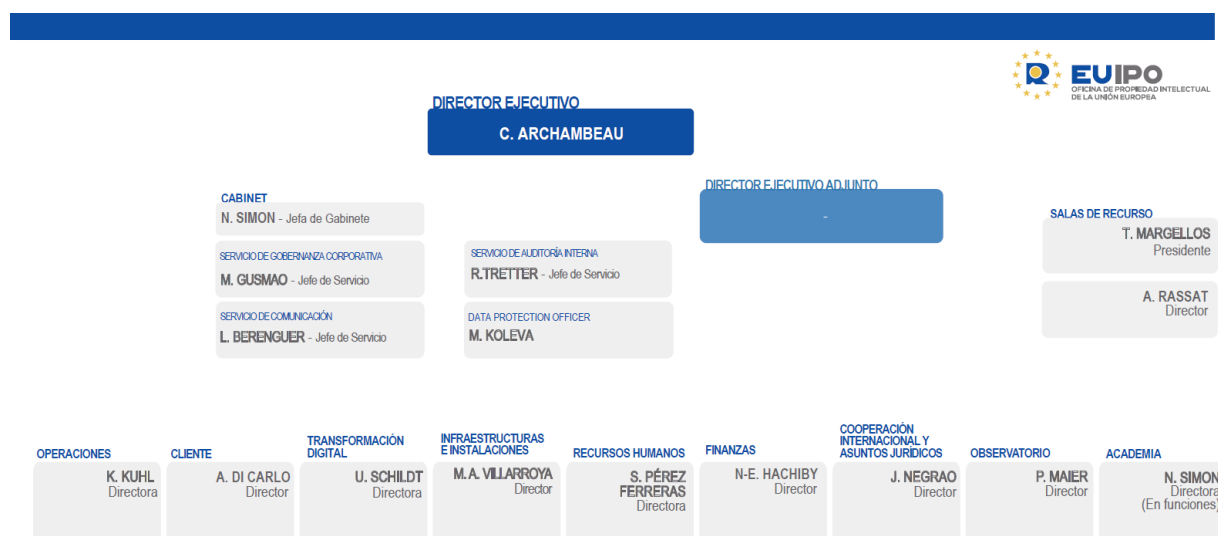 EUIPO
OFICINA DE PROPIEDAD INTELECTUAL
DE LA UNIÓN EUROPEA
DIRECTOR EJECUTIVO
C. ARCHAMBEAU
DIRECTOR EJECUTIVO ADJUNTO
-
CABINET
N. SIMON - Jefa de Gabinete
SERVICIO DE GOBERNANZA CORPORATIVA
M. GUSMAO - Jefe de Servicio
SERVICIO DE COMUNICACIÓN
L. BERENGUER - Jefe de Servicio
SERVICIO DE AUDITORÍA INTERNA
R.TRETTER - Jefe de Servicio
DATA PROTECTION OFFICER
M. KOLEVA
SALAS DE RECURSO
T. MARGELLOS
Presidente
A. RASSAT
Director
OPERACIONES
K. KUHL
Directora
CLIENTE
A. DI CARLO
Director
TRANSFORMACIÓN
DIGITAL
U. SCHILDT
Directora
INFRAESTRUCTURAS
E INSTALACIONES
M.A. VILLARROYA
Director
RECURSOS HUMANOS
S. PÉREZ
FERRERAS
Directora
FINANZAS
N-E. HACHIBY
Director
COOPERACIÓN
INTERNACIONAL Y
ASUNTOS JURÍDICOS
J. NEGRAO
Director
OBSERVATORIO
P. MAIER
Director
ACADEMIA
N. SIMON
Directora
(En funciones)